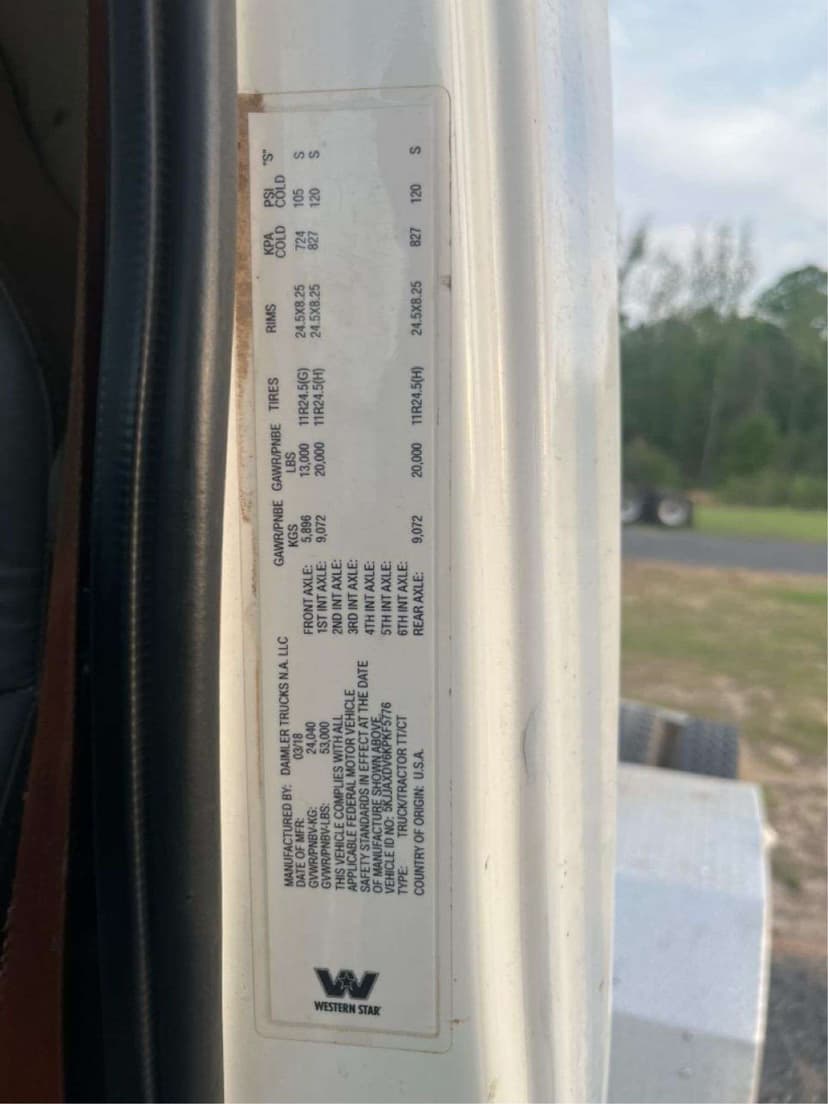 WESTERN STAR
MANUFACTURED BY: DAIMLER TRUCKS N.A. LLC
DATE OF MFR: 03/18
GVWR/PNBV-KG: 24,040
GVWR/PNBV-LBS: 53,000
THIS VEHICLE COMPLIES WITH ALL
APPLICABLE FEDERAL MOTOR VEHICLE
SAFETY STANDARDS IN EFFECT AT THE DATE
OF MANUFACTURE SHOWN ABOVE.
VEHICLE ID NO: 5KJJAXDV6KPKF5776
TYPE: TRUCK/TRACTOR TT/CT
COUNTRY OF ORIGIN: U.S.A.
GAWR/PNBE GAWR/PNBE TIRES RIMS KPA PSI "S"
KGS LBS COLD COLD
FRONT AXLE: 5,896 13,000 11R24.5(G) 24.5X8.25 724 105 S
1ST INT AXLE: 9,072 20,000 11R24.5(H) 24.5X8.25 827 120 S
2ND INT AXLE:
3RD INT AXLE:
4TH INT AXLE:
5TH INT AXLE:
6TH INT AXLE:
REAR AXLE: 9,072 20,000 11R24.5(H) 24.5X8.25 827 120 S